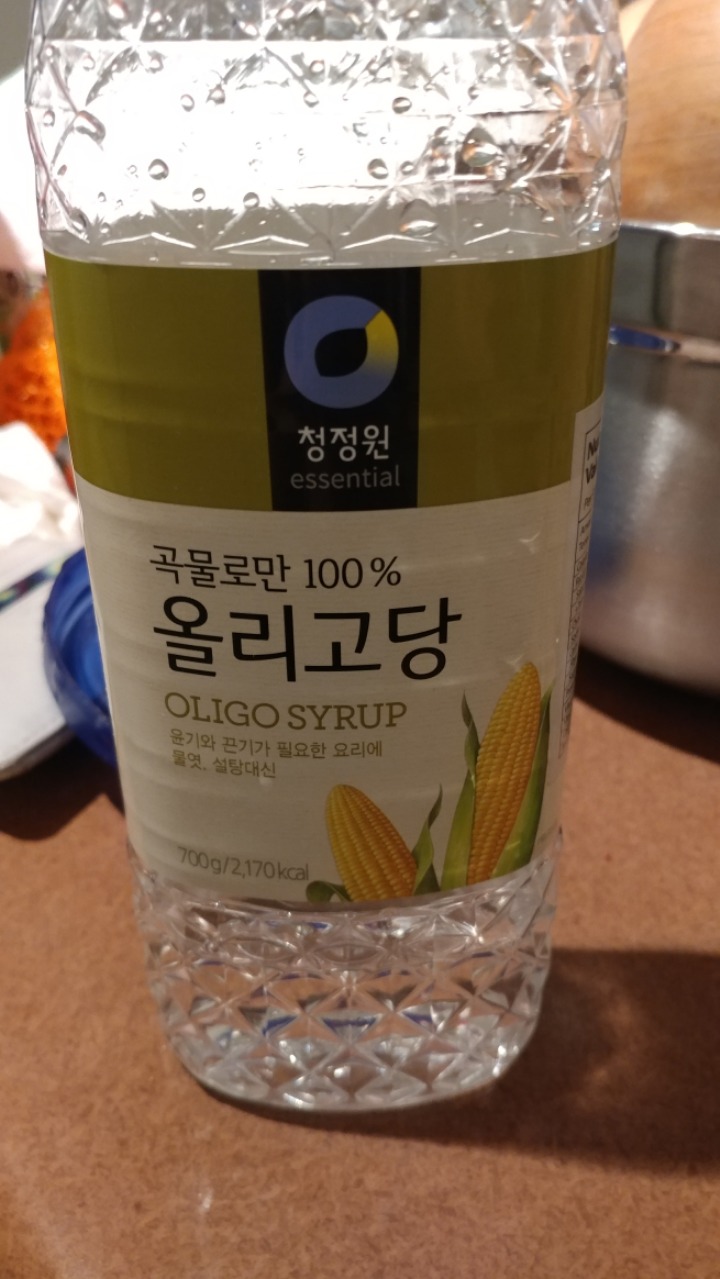 청정원
essential
곡물로만 100%
올리고당
OLIGO SYRUP
윤기와 끈기가 필요한 요리에
물엿, 설탕대신
700g/2,170kcal